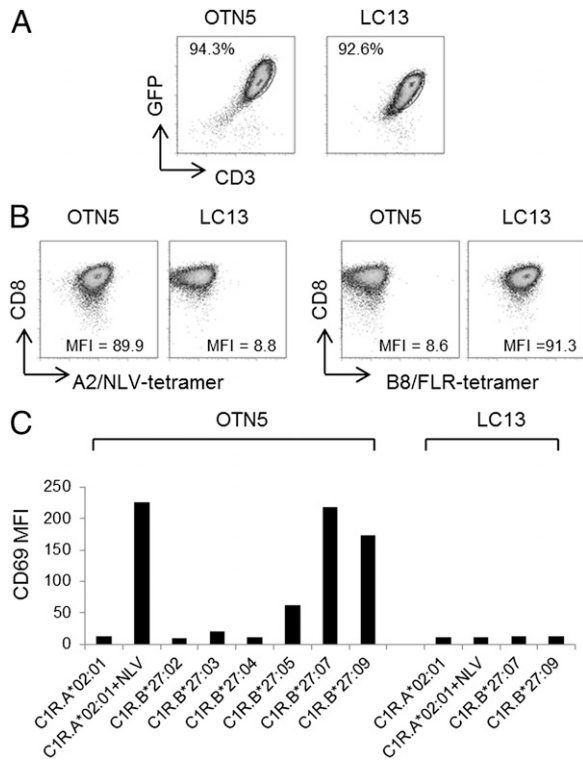 A
OTN5 LC13
94.3% 92.6%
GFP
CD3
B
OTN5 LC13 OTN5 LC13
CD8 CD8
MFI = 89.9 MFI = 8.8 MFI = 8.6 MFI =91.3
A2/NLV-tetramer B8/FLR-tetramer
C
OTN5 LC13
CD69 MFI
250
200
150
100
50
0
C1R.A*02:01
C1R.A*02:01+NLV
C1R.B*27:02
C1R.B*27:03
C1R.B*27:04
C1R.B*27:05
C1R.B*27:07
C1R.B*27:09
C1R.A*02:01
C1R.A*02:01+NLV
C1R.B*27:07
C1R.B*27:09